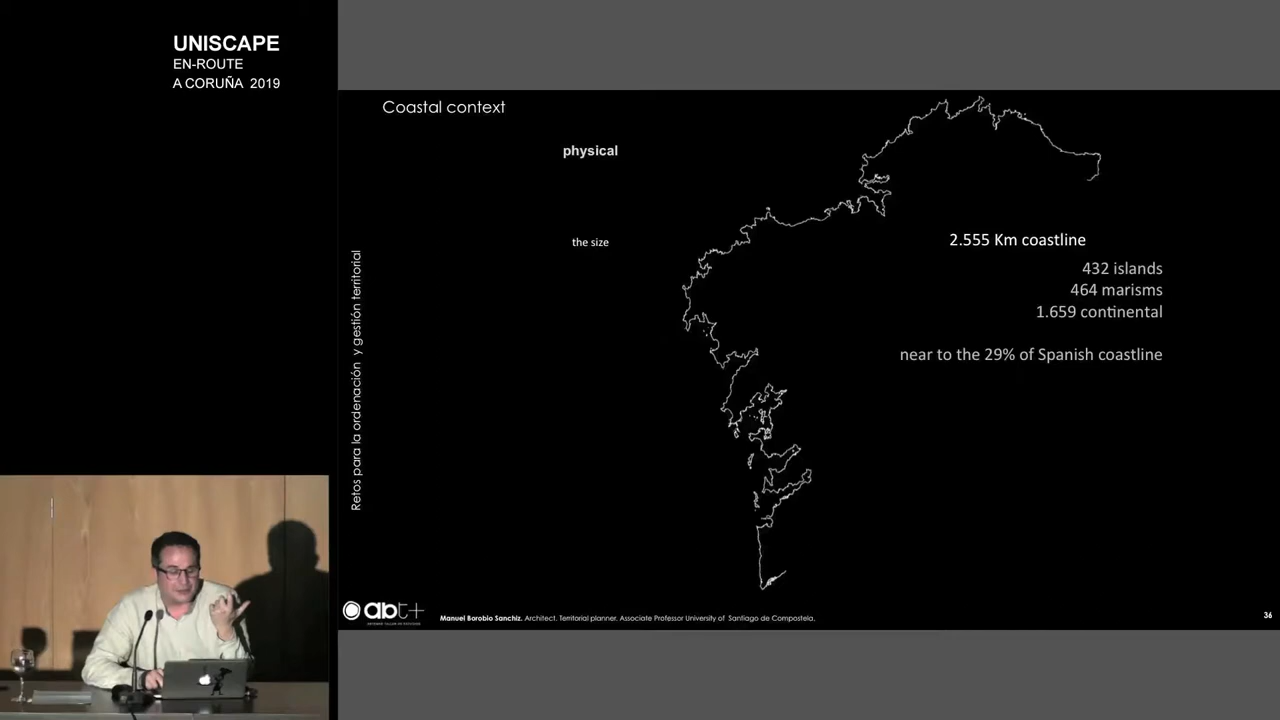 UNISCAPE
EN-ROUTE
A CORUÑA 2019
Coastal context
physical
the size
2.555 Km coastline
432 islands
464 marisms
1.659 continental
near to the 29% of Spanish coastline
Retos para la ordenación y gestión territorial
abt+
Manuel Borobio Sanchiz. Architect. Territorial planner. Associate Professor University of Santiago de Compostela.
36